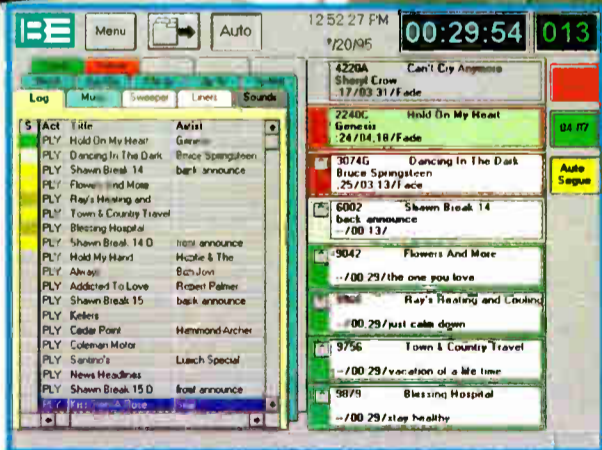 BE
Menu
Auto
12 52 27 PM
7/20/95
00:29:54
013
Log
Sweeper
Liners
Sounds
S Act Title Artist
PLY Hold On My Heart
PLY Dancing In The Dark Bruce Springsteen
PLY Shawn Break 14 back announce
PLY Flowers And More
PLY Ray's Heating and
PLY Town & Country Travel
PLY Blessing Hospital
PLY Shawn Break 14 D front announce
PLY Hold My Hand Hootie & The
PLY Always Bon Jovi
PLY Addicted To Love Robert Palmer
PLY Shawn Break 15 back announce
PLY Kellers
PLY Cedar Point Hammond-Archer
PLY Coleman Motor
PLY Santino's Lunch Special
PLY News Headlines
PLY Shawn Break 15 D front announce
PLY
4220A Can't Cry Anymore
Sheryl Crow
.17/03 31/Fade
2240C Hold On My Heart
Genesis
.24/04.18/Fade
3074G Dancing In The Dark
Bruce Springsteen
.25/03 13/Fade
6002 Shawn Break 14
back announce
--/00 13/
9042 Flowers And More
--/00 29/the one you love
Ray's Heating and Cooling
--/00.29/just calm down
9756 Town & Country Travel
--/00 29/vacation of a life time
9879 Blessing Hospital
--/00 29/stay healthy
Auto
Segue